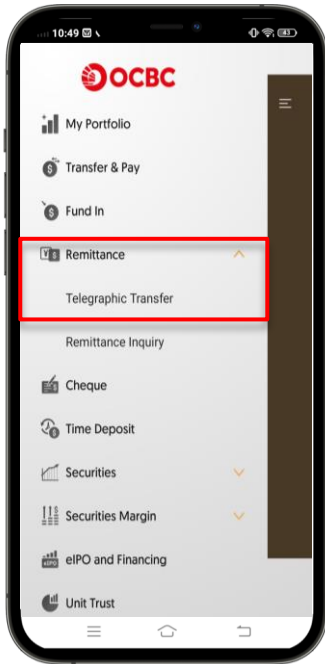 10:49
43
OCBC
My Portfolio
Transfer & Pay
Fund In
Remittance
Telegraphic Transfer
Remittance Inquiry
Cheque
Time Deposit
Securities
Securities Margin
eIPO and Financing
Unit Trust